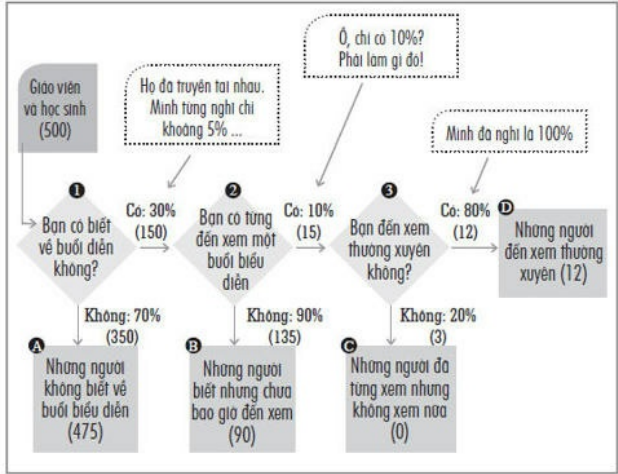 Giáo viên
và học sinh
(500)
Họ đã truyền tai nhau.
Mình từng nghĩ chỉ
khoảng 5% ...
Ồ, chỉ có 10%?
Phải làm gì đó!
Mình đã nghĩ là 100%
1
Bạn có biết
về buổi diễn
không?
Có: 30%
(150)
2
Bạn có từng
đến xem một
buổi biểu
diễn
Có: 10%
(15)
3
Bạn đến xem
thường xuyên
không?
Có: 80%
(12)
D
Những người
đến xem thường
xuyên (12)
Không: 70%
(350)
Không: 90%
(135)
Không: 20%
(3)
A
Những người
không biết về
buổi biểu diễn
(475)
B
Những người
biết nhưng chưa
bao giờ đến xem
(90)
C
Những người đã
từng xem nhưng
không xem nữa
(0)